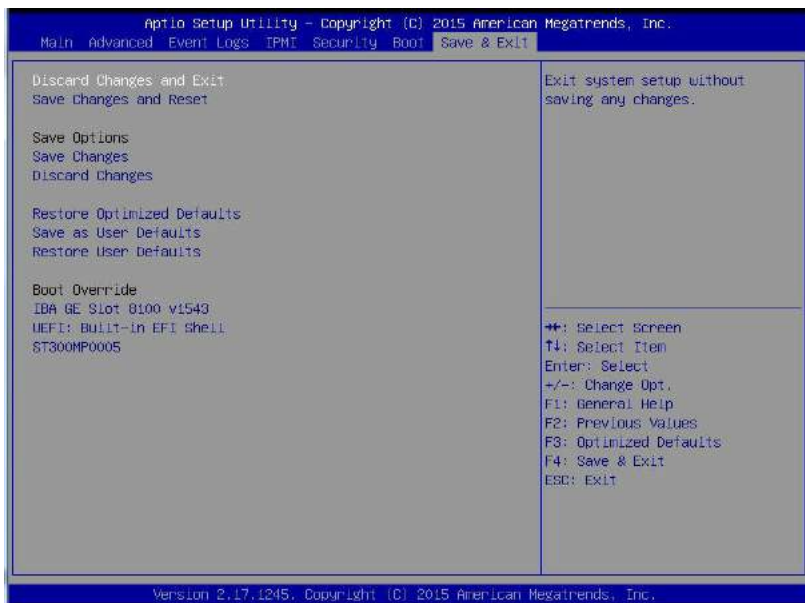 Aptio Setup Utility - Copyright (C) 2015 American Megatrends, Inc.
Main Advanced Event Logs IPMI Security Boot Save & Exit
Discard Changes and Exit
Save Changes and Reset
Save Options
Save Changes
Discard Changes
Restore Optimized Defaults
Save as User Defaults
Restore User Defaults
Boot Override
IBA GE Slot 8100 v1543
UEFI: Built-in EFI Shell
ST300MP0005
Exit system setup without
saving any changes.
→←: Select Screen
↑↓: Select Item
Enter: Select
+/-: Change Opt.
F1: General Help
F2: Previous Values
F3: Optimized Defaults
F4: Save & Exit
ESC: Exit
Version 2.17.1245. Copyright (C) 2015 American Megatrends, Inc.